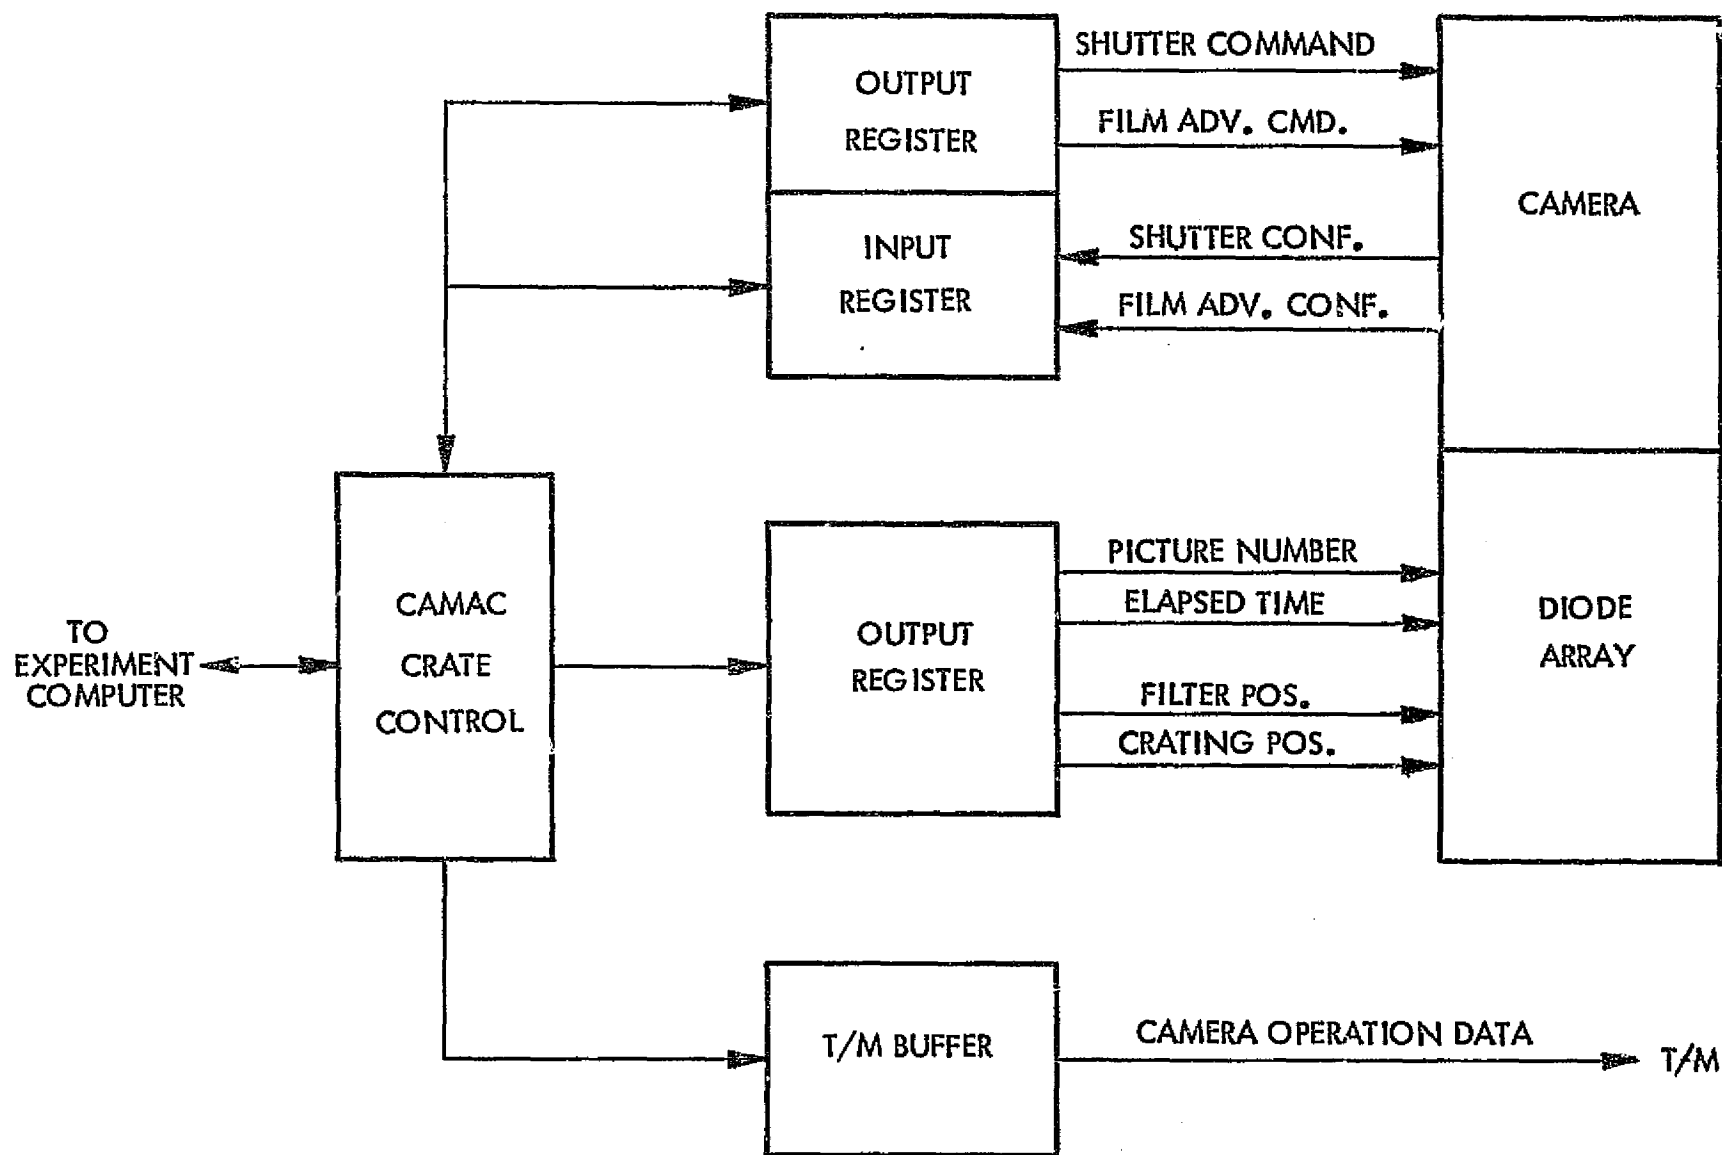 SHUTTER COMMAND
OUTPUT
REGISTER
FILM ADV. CMD.
CAMERA
INPUT
REGISTER
SHUTTER CONF.
FILM ADV. CONF.
TO
EXPERIMENT
COMPUTER
CAMAC
CRATE
CONTROL
OUTPUT
REGISTER
PICTURE NUMBER
ELAPSED TIME
FILTER POS.
CRATING POS.
DIODE
ARRAY
T/M BUFFER
CAMERA OPERATION DATA
T/M